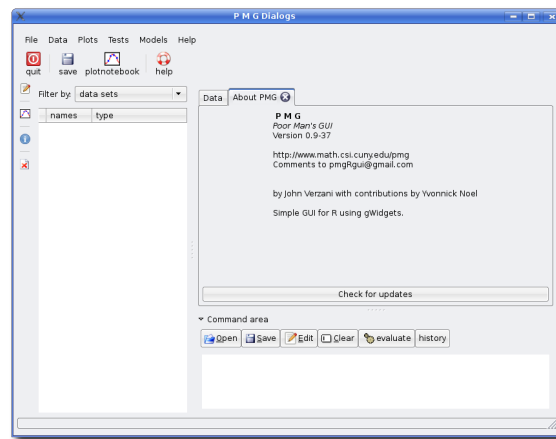 P M G Dialogs
File Data Plots Tests Models Help
quit save plotnotebook help
Filter by: data sets
names type
Data About PMG
P M G
Poor Man's GUI
Version 0.9-37
http://www.math.csi.cuny.edu/pmg
Comments to pmgRgui@gmail.com
by John Verzani with contributions by Yvonnick Noel
Simple GUI for R using gWidgets.
Check for updates
Command area
Open Save Edit Clear evaluate history